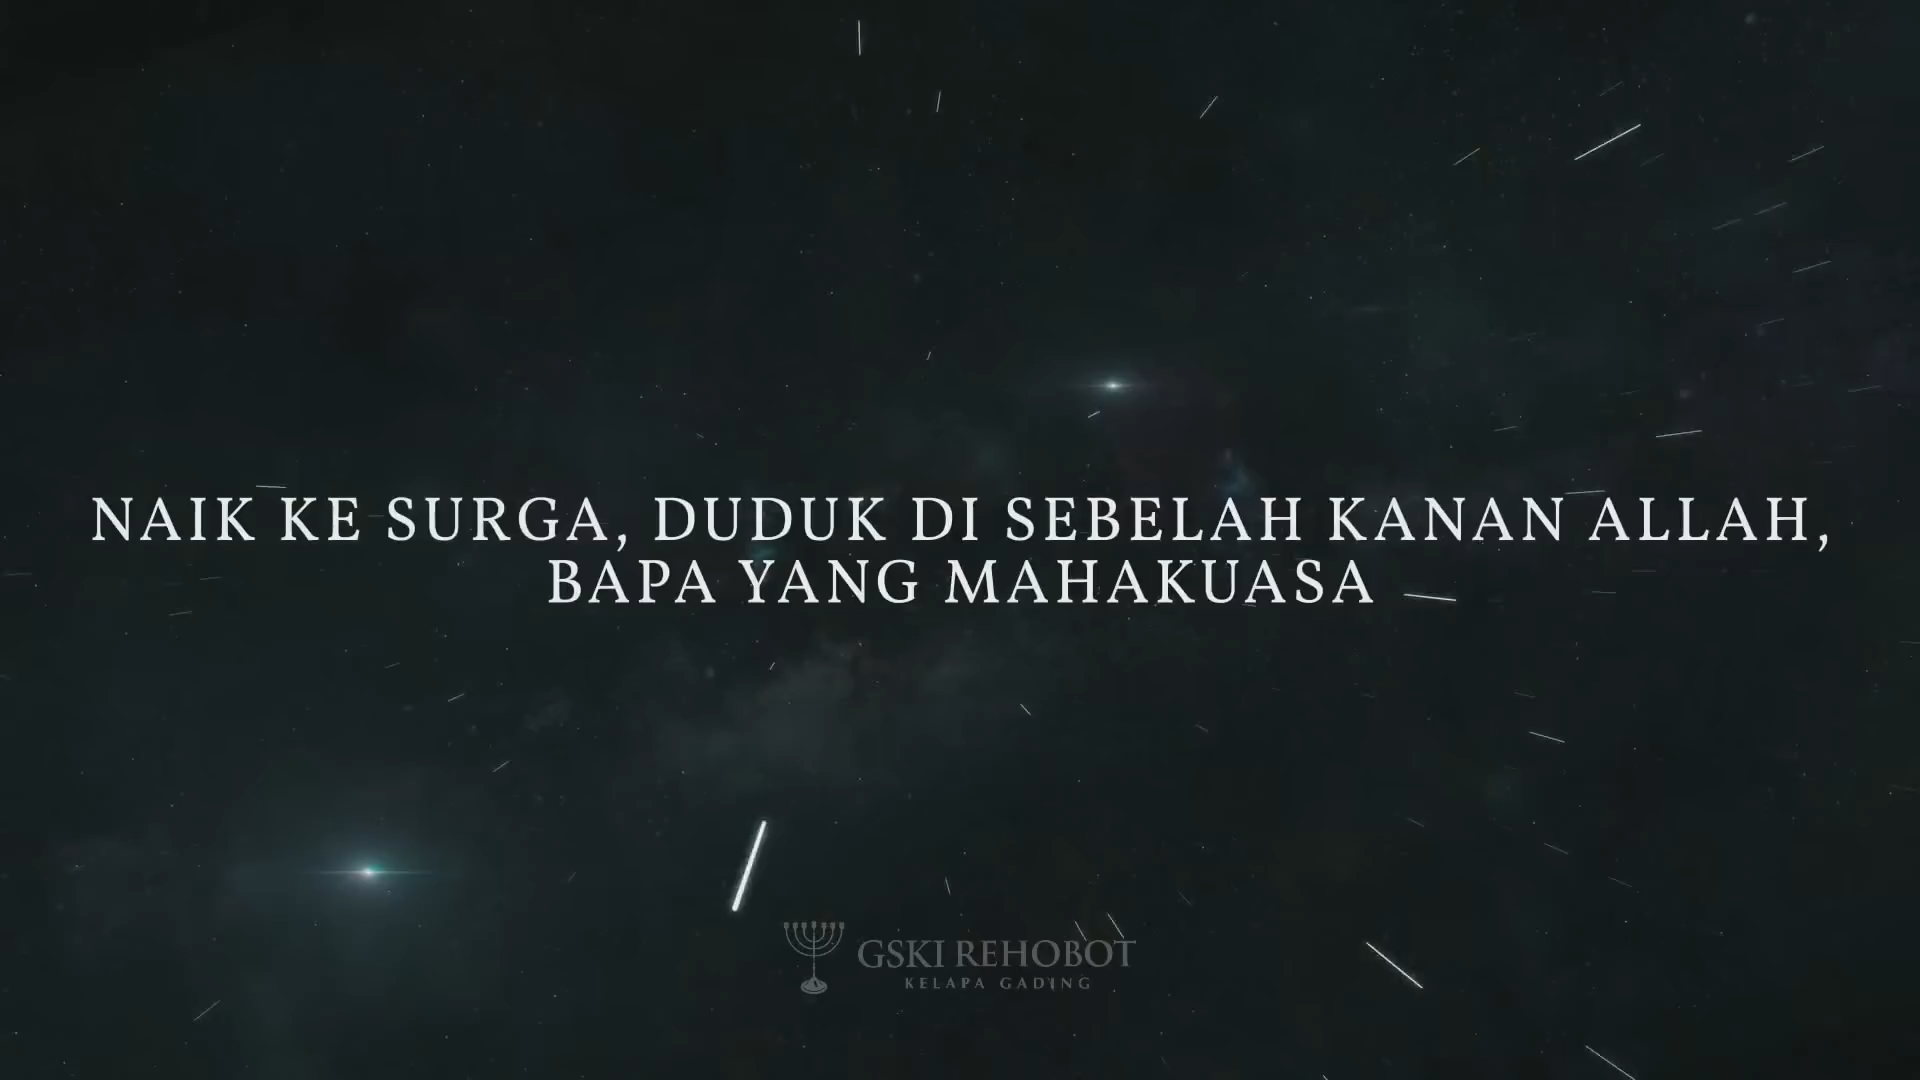 NAIK KE SURGA, DUDUK DI SEBELAH KANAN ALLAH,
BAPA YANG MAHAKUASA
GSKI REHOBOT
KELAPA GADING